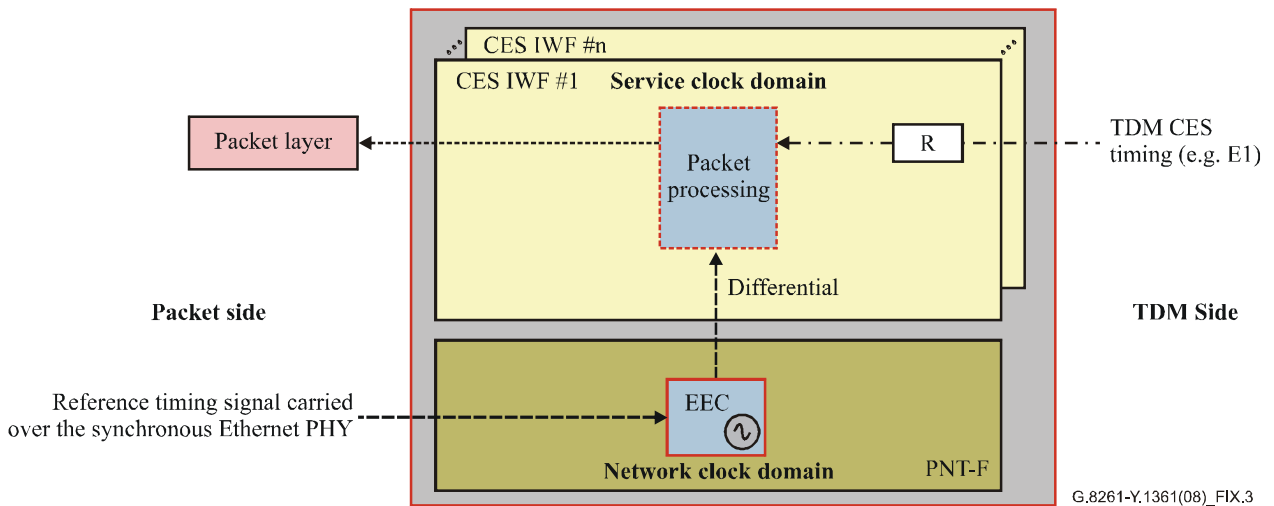 CES IWF #n
CES IWF #1 Service clock domain
Packet layer
Packet
processing
R
TDM CES
timing (e.g. E1)
Differential
Packet side
TDM Side
Reference timing signal carried
over the synchronous Ethernet PHY
EEC
Network clock domain
PNT-F
G.8261-Y.1361(08)_FIX.3